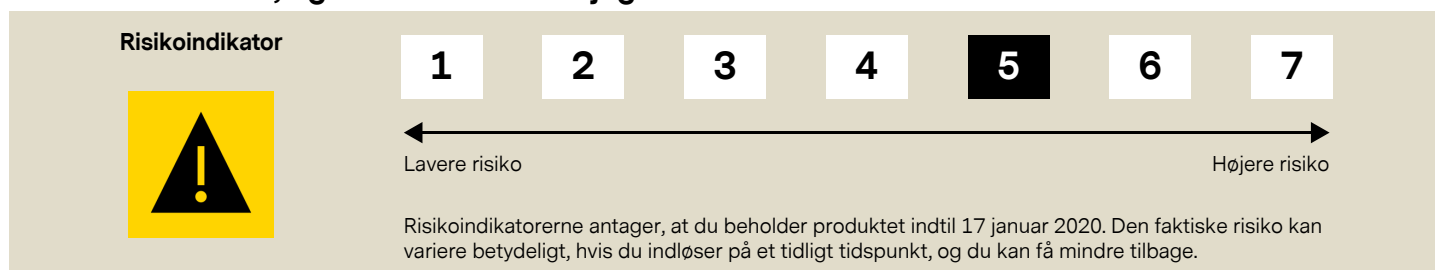 Risikoindikator
1 2 3 4 5 6 7
Lavere risiko Højere risiko
Risikoindikatorerne antager, at du beholder produktet indtil 17 januar 2020. Den faktiske risiko kan
variere betydeligt, hvis du indløser på et tidligt tidspunkt, og du kan få mindre tilbage.